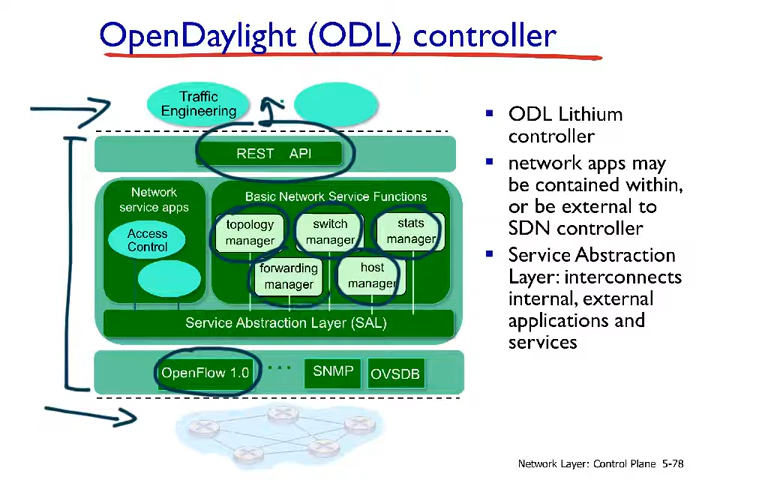 OpenDaylight (ODL) controller
Traffic
Engineering
REST API
Network
service apps
Access
Control
Basic Network Service Functions
topology
manager
switch
manager
stats
manager
forwarding
manager
host
manager
Service Abstraction Layer (SAL)
OpenFlow 1.0
...
SNMP
OVSDB
▪ ODL Lithium
controller
▪ network apps may
be contained within,
or be external to
SDN controller
▪ Service Abstraction
Layer: interconnects
internal, external
applications and
services
Network Layer: Control Plane 5-78